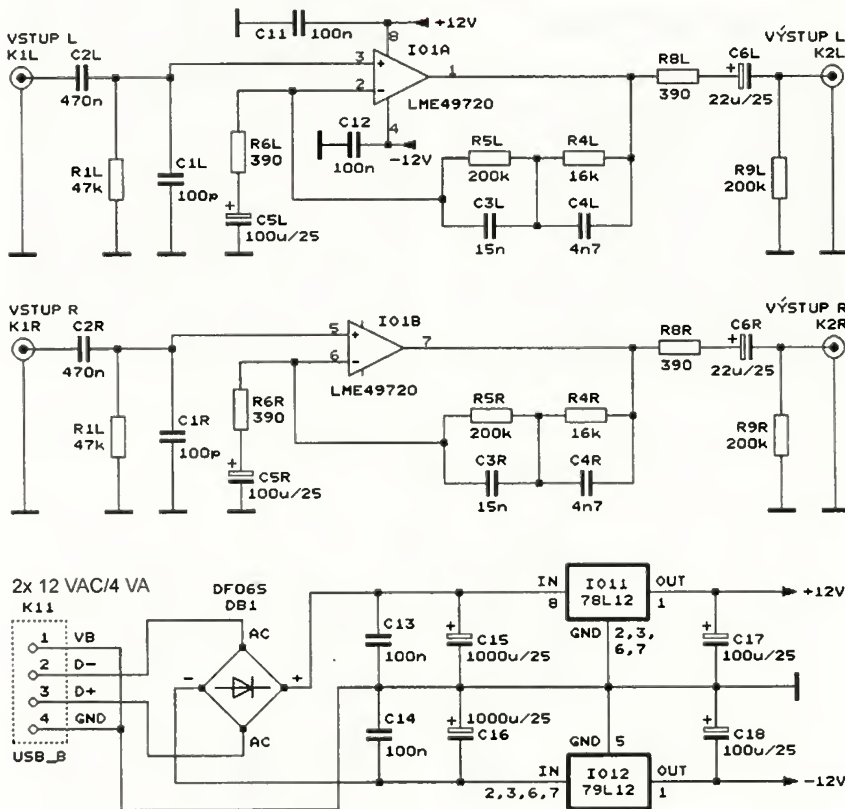 +12V
C11
100n
8
VSTUP L
K1L
C2L
470n
IO1A
3
+
1
2
-
LME49720
4
R8L
390
C6L
+
22u/25
VÝSTUP L
K2L
R1L
47k
C1L
100p
R6L
390
+
C5L
100u/25
C12
100n
-12V
R5L
200k
R4L
16k
C3L
15n
C4L
4n7
R9L
200k
VSTUP R
K1R
C2R
470n
IO1B
5
+
7
6
-
LME49720
R8R
390
C6R
+
22u/25
VÝSTUP R
K2R
R1L
47k
C1R
100p
R6R
390
+
C5R
100u/25
R5R
200k
R4R
16k
C3R
15n
C4R
4n7
R9R
200k
2x 12 VAC/4 VA
K11
1 VB
2 D-
3 D+
4 GND
USB_B
DF06S
DB1
AC
-
+
AC
C13
100n
+
C15
1000u/25
IN
8
IO11
78L12
OUT
1
GND
2,3,
6,7
+12V
+
C17
100u/25
C14
100n
+
1000u/25
C16
GND
5
IN
2,3,6,7
IO12
79L12
OUT
1
+
C18
100u/25
-12V